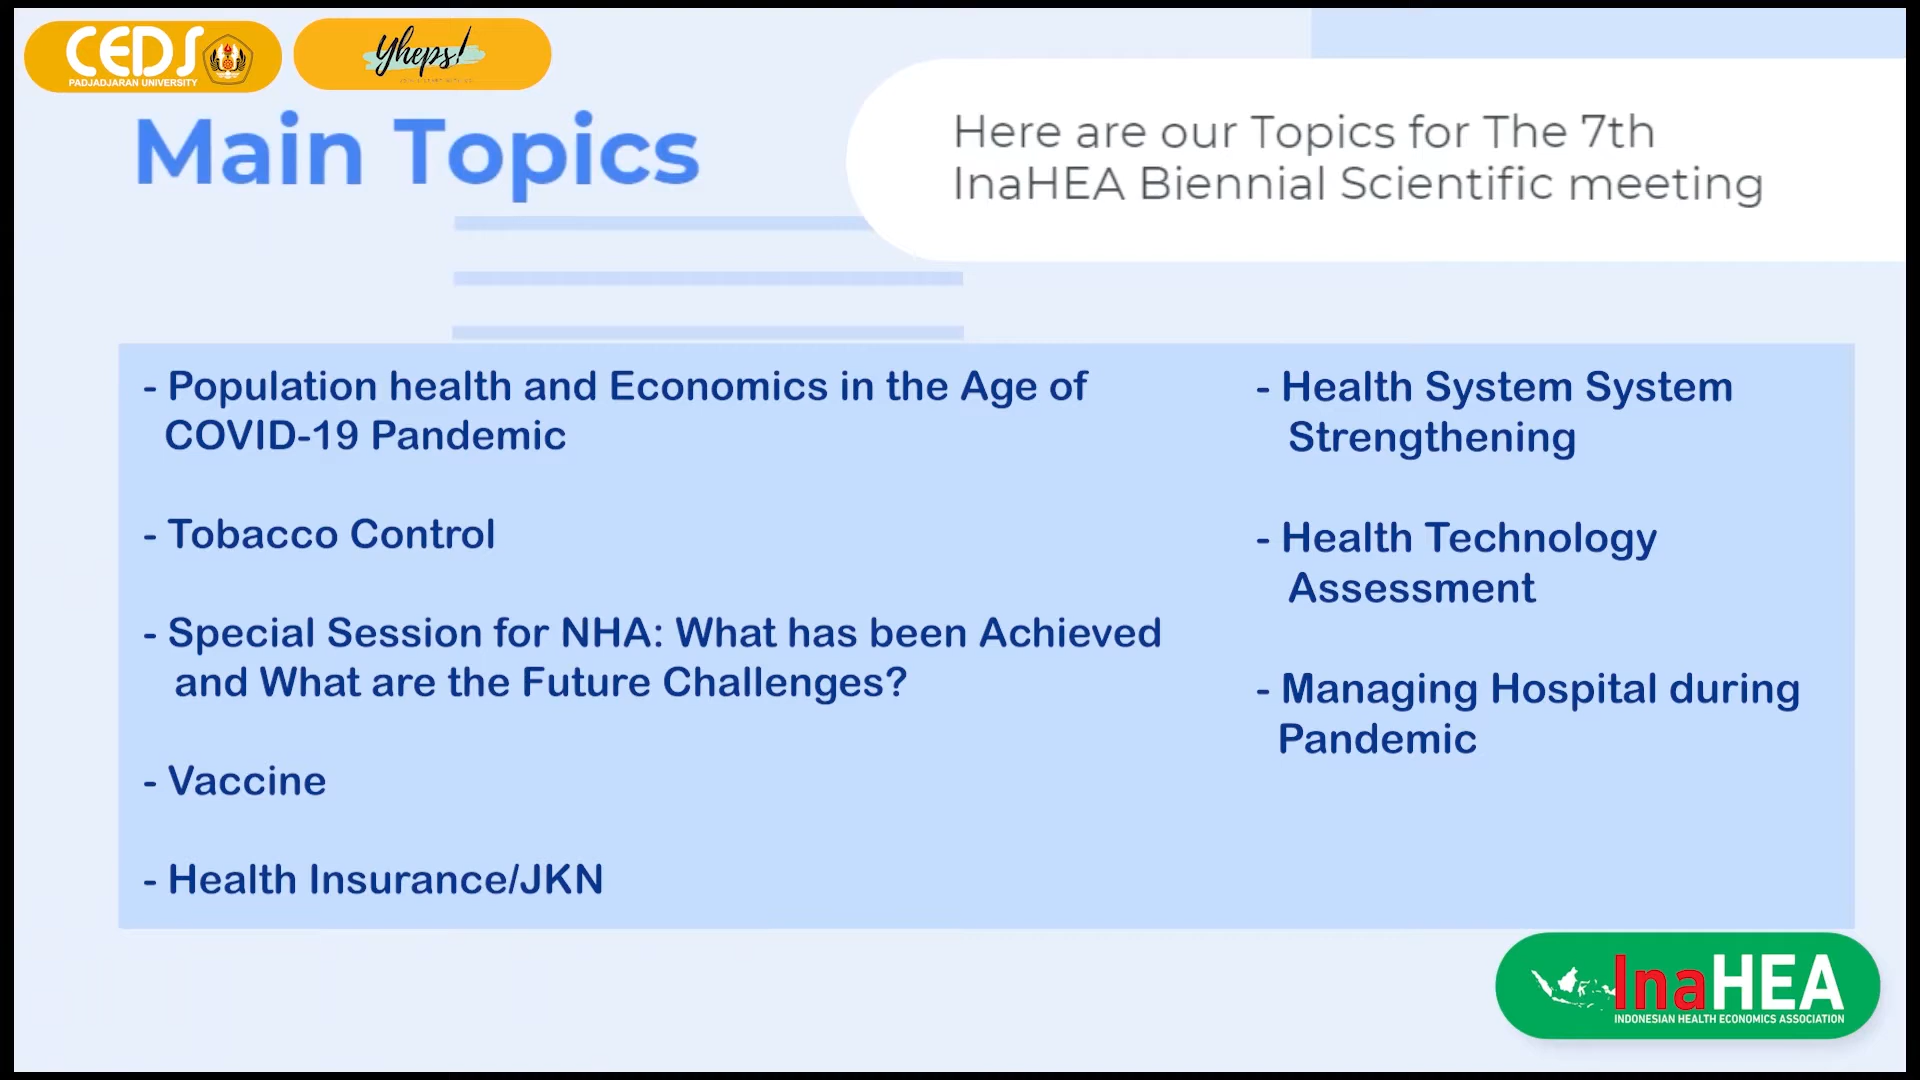 CEDS
PADJADJARAN UNIVERSITY
Yheps!
Main Topics
Here are our Topics for The 7th
InaHEA Biennial Scientific meeting
- Population health and Economics in the Age of
COVID-19 Pandemic
- Tobacco Control
- Special Session for NHA: What has been Achieved
and What are the Future Challenges?
- Vaccine
- Health Insurance/JKN
- Health System System
Strengthening
- Health Technology
Assessment
- Managing Hospital during
Pandemic
InaHEA
INDONESIAN HEALTH ECONOMICS ASSOCIATION